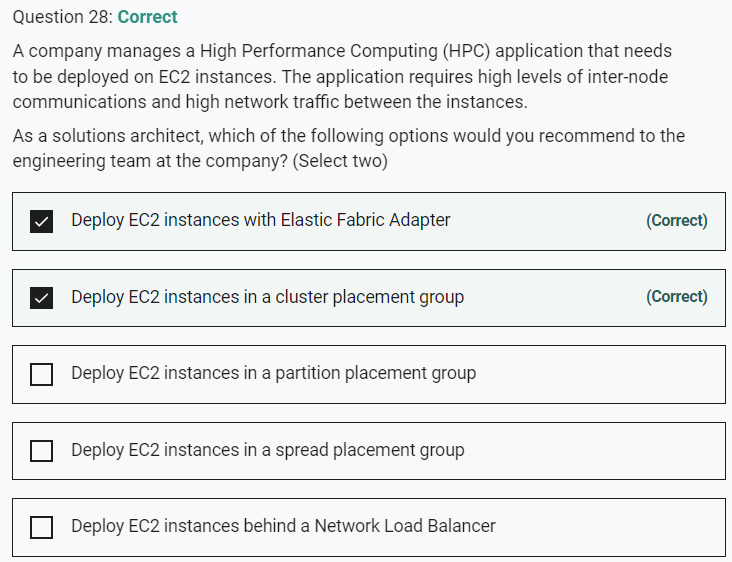 Question 28: Correct
A company manages a High Performance Computing (HPC) application that needs
to be deployed on EC2 instances. The application requires high levels of inter-node
communications and high network traffic between the instances.
As a solutions architect, which of the following options would you recommend to the
engineering team at the company? (Select two)
Deploy EC2 instances with Elastic Fabric Adapter (Correct)
Deploy EC2 instances in a cluster placement group (Correct)
Deploy EC2 instances in a partition placement group
Deploy EC2 instances in a spread placement group
Deploy EC2 instances behind a Network Load Balancer